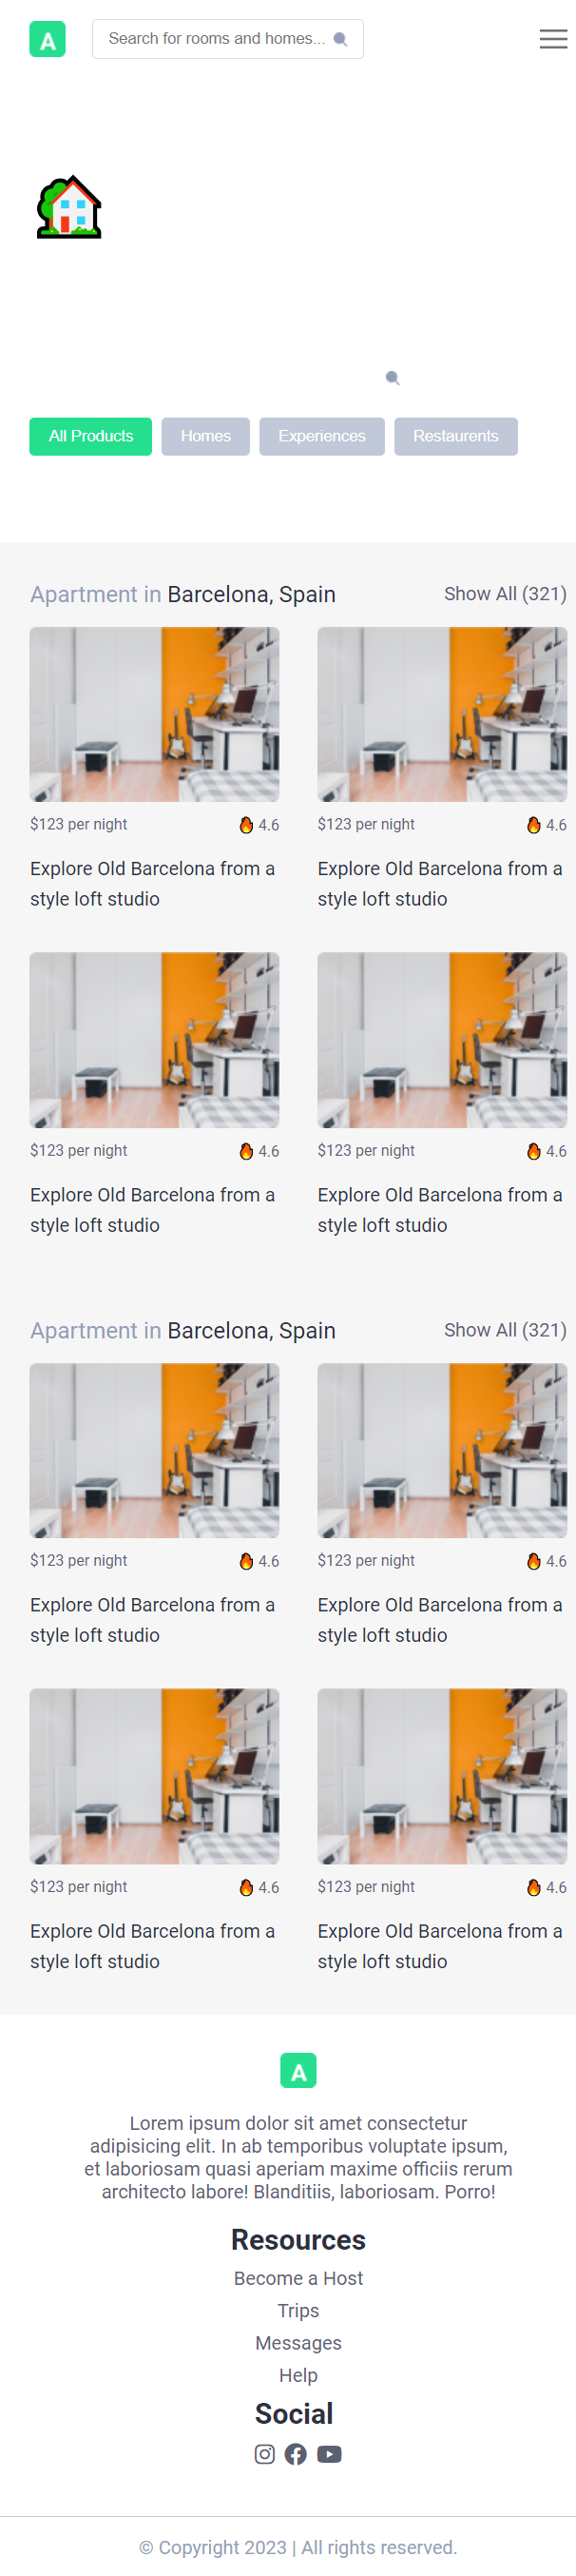 A
Search for rooms and homes...
All Products Homes Experiences Restaurents
Apartment in Barcelona, Spain Show All (321)
$123 per night 4.6 $123 per night 4.6
Explore Old Barcelona from a Explore Old Barcelona from a
style loft studio style loft studio
$123 per night 4.6 $123 per night 4.6
Explore Old Barcelona from a Explore Old Barcelona from a
style loft studio style loft studio
Apartment in Barcelona, Spain Show All (321)
$123 per night 4.6 $123 per night 4.6
Explore Old Barcelona from a Explore Old Barcelona from a
style loft studio style loft studio
$123 per night 4.6 $123 per night 4.6
Explore Old Barcelona from a Explore Old Barcelona from a
style loft studio style loft studio
A
Lorem ipsum dolor sit amet consectetur
adipisicing elit. In ab temporibus voluptate ipsum,
et laboriosam quasi aperiam maxime officiis rerum
architecto labore! Blanditiis, laboriosam. Porro!
Resources
Become a Host
Trips
Messages
Help
Social
© Copyright 2023 | All rights reserved.